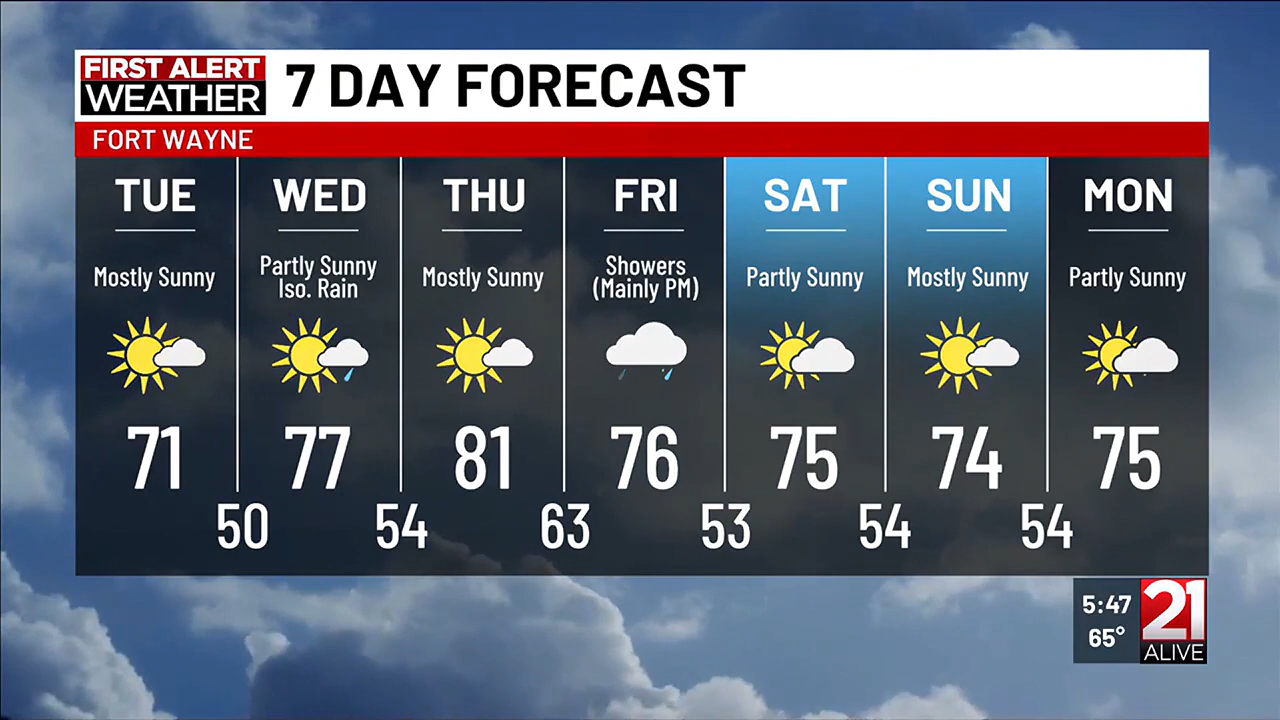 FIRST ALERT
WEATHER
7 DAY FORECAST
FORT WAYNE
TUE
Mostly Sunny
71
WED
Partly Sunny
Iso. Rain
77
THU
Mostly Sunny
81
FRI
Showers
(Mainly PM)
76
SAT
Partly Sunny
75
SUN
Mostly Sunny
74
MON
Partly Sunny
75
50
54
63
53
54
54
5:47
65°
21
ALIVE